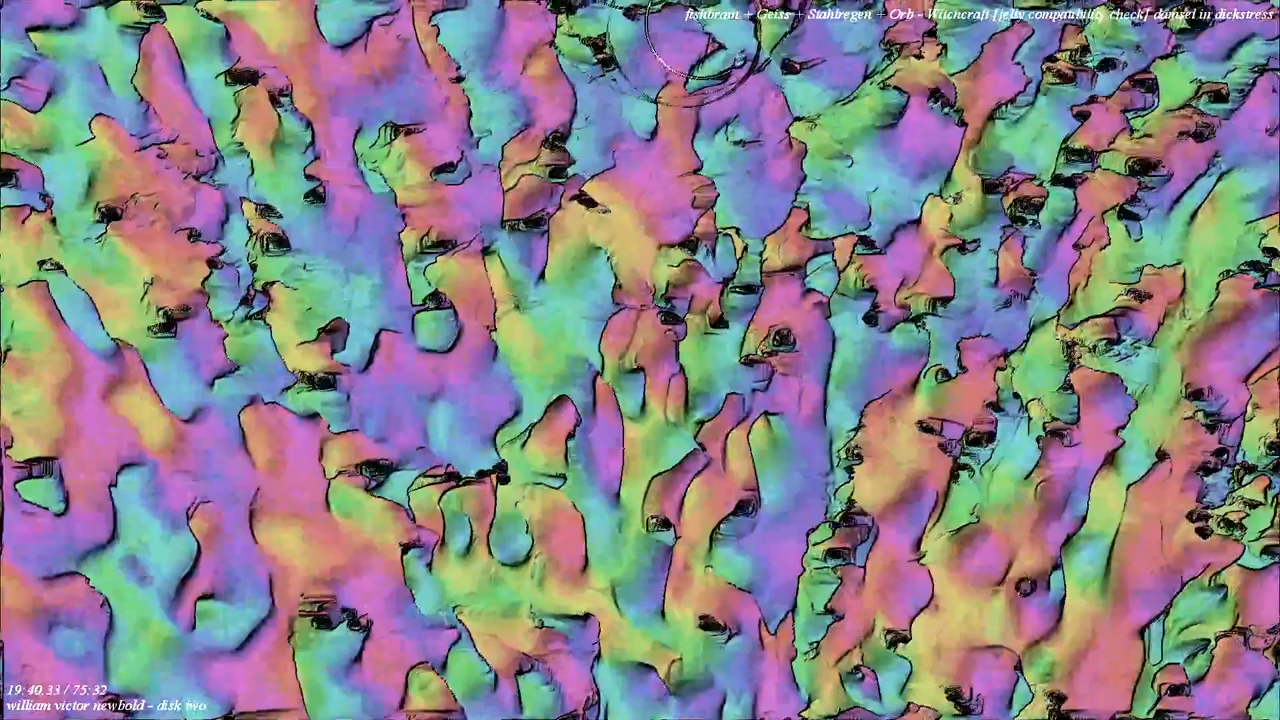 fishbrain + Geiss + Stahlregen + Orb - Witchcraft [jelly compatibility check] damsel in dickstress
19:40.33 / 75:32
william victor newbold - disk two